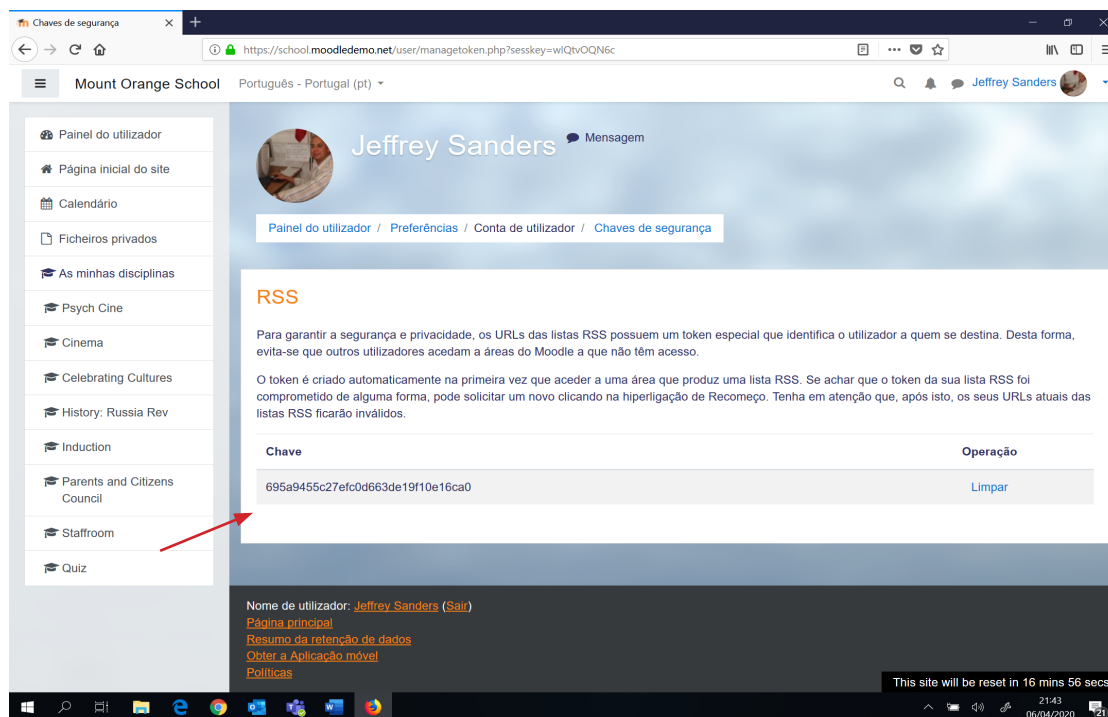 Chaves de segurança
https://school.moodledemo.net/user/managetoken.php?sesskey=wIQtvOQN6c
Mount Orange School
Português - Portugal (pt)
Jeffrey Sanders
Painel do utilizador
Página inicial do site
Calendário
Ficheiros privados
As minhas disciplinas
Psych Cine
Cinema
Celebrating Cultures
History: Russia Rev
Induction
Parents and Citizens
Council
Staffroom
Quiz
Jeffrey Sanders
Mensagem
Painel do utilizador / Preferências / Conta de utilizador / Chaves de segurança
RSS
Para garantir a segurança e privacidade, os URLs das listas RSS possuem um token especial que identifica o utilizador a quem se destina. Desta forma,
evita-se que outros utilizadores acedam a áreas do Moodle a que não têm acesso.
O token é criado automaticamente na primeira vez que aceder a uma área que produz uma lista RSS. Se achar que o token da sua lista RSS foi
comprometido de alguma forma, pode solicitar um novo clicando na hiperligação de Recomeço. Tenha em atenção que, após isto, os seus URLs atuais das
listas RSS ficarão inválidos.
Chave Operação
695a9455c27efc0d663de19f10e16ca0 Limpar
Nome de utilizador: Jeffrey Sanders (Sair)
Página principal
Resumo da retenção de dados
Obter a Aplicação móvel
Políticas
This site will be reset in 16 mins 56 secs
21:43
06/04/2020
21